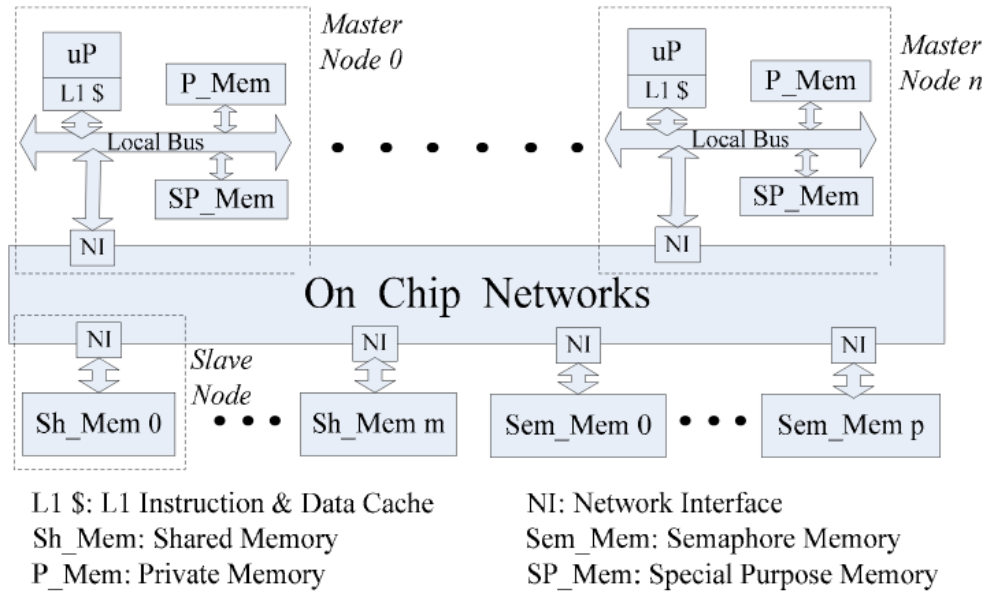 Master
Node 0
uP
L1 $
P_Mem
Local Bus
SP_Mem
NI
Master
Node n
uP
L1 $
P_Mem
Local Bus
SP_Mem
NI
On Chip Networks
NI
Sh_Mem 0
Slave
Node
NI
Sh_Mem m
NI
Sem_Mem 0
NI
Sem_Mem p
L1 $: L1 Instruction & Data Cache
Sh_Mem: Shared Memory
P_Mem: Private Memory
NI: Network Interface
Sem_Mem: Semaphore Memory
SP_Mem: Special Purpose Memory